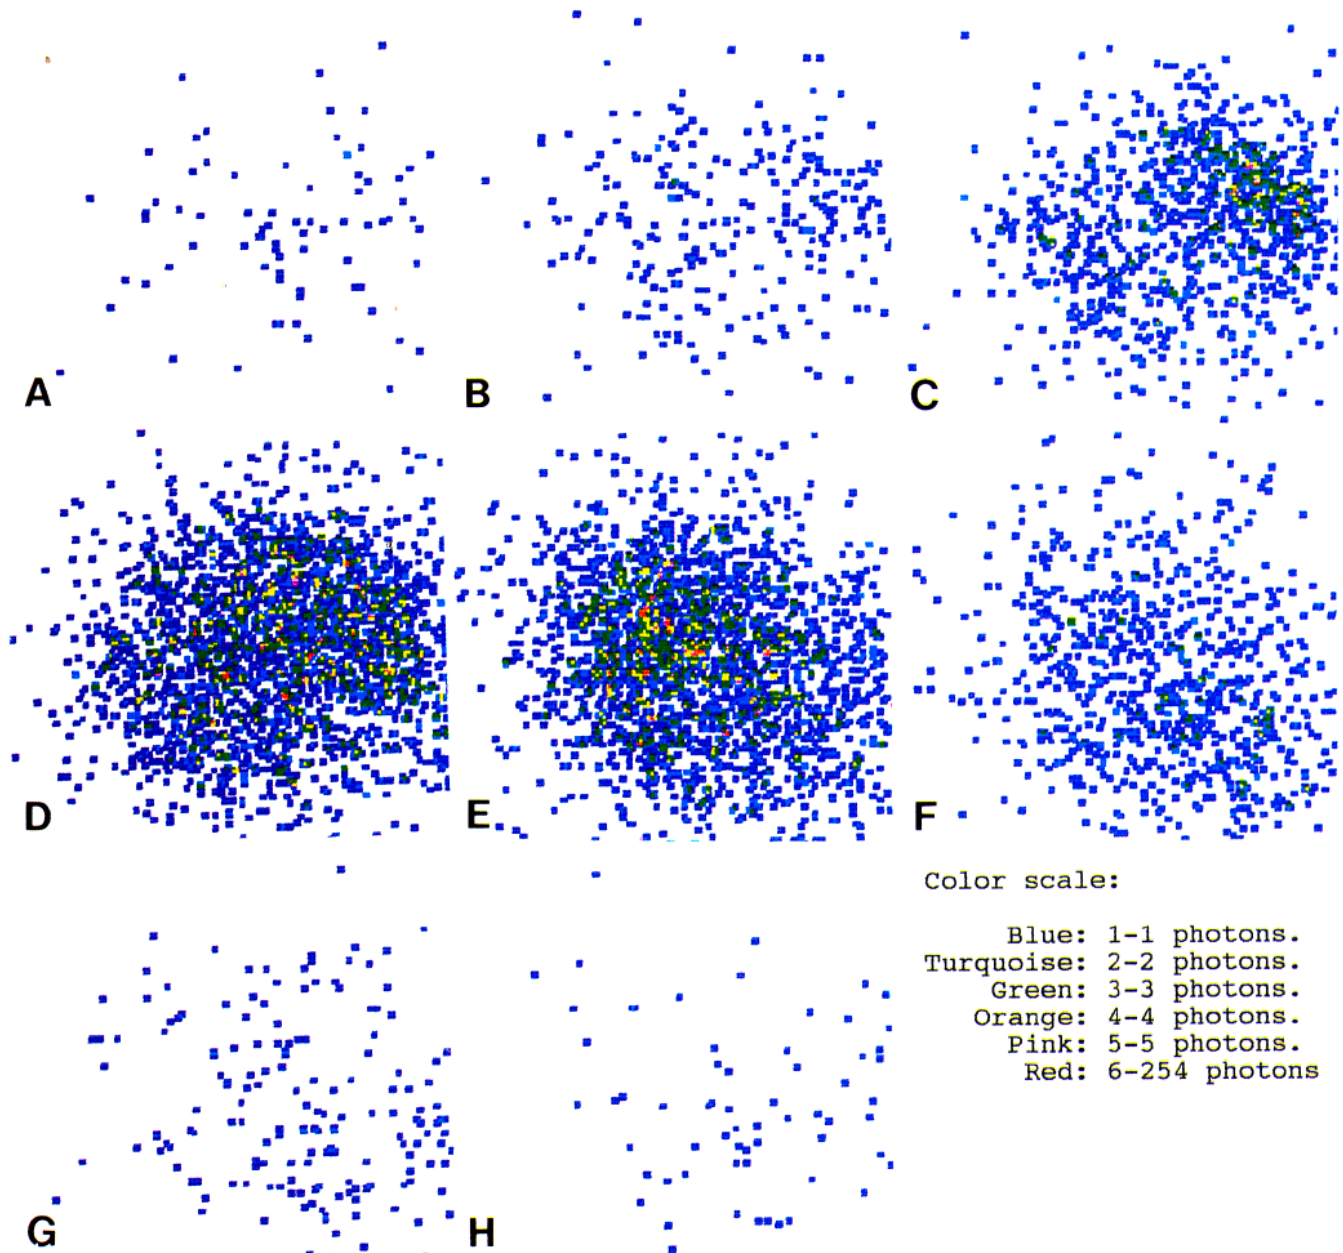 A
B
C
D
E
F
G
H
Color scale:
Blue: 1-1 photons.
Turquoise: 2-2 photons.
Green: 3-3 photons.
Orange: 4-4 photons.
Pink: 5-5 photons.
Red: 6-254 photons